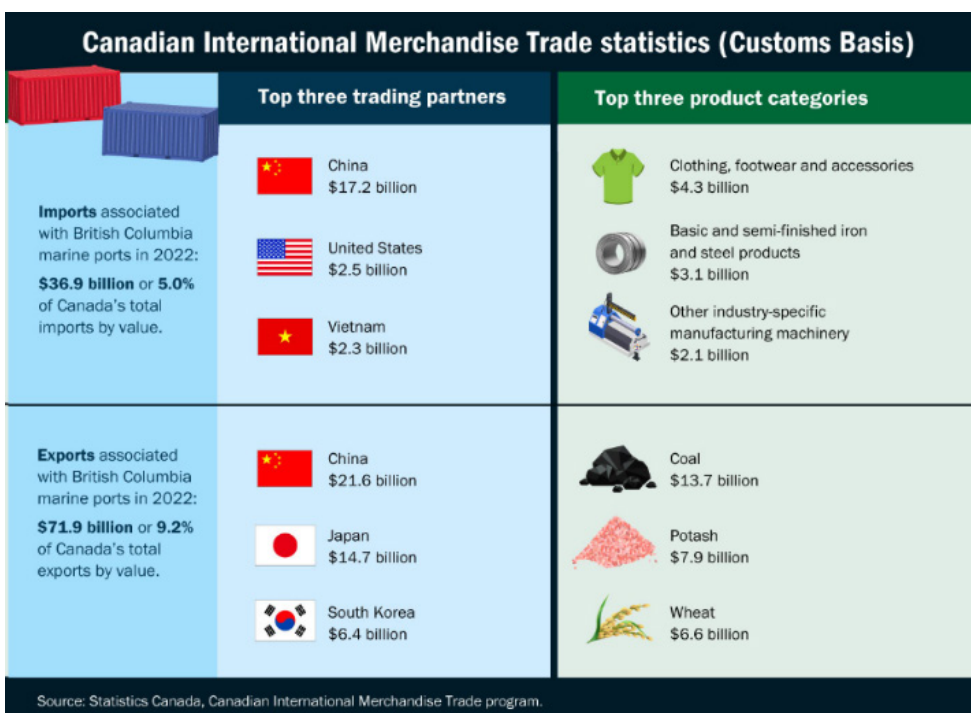 Canadian International Merchandise Trade statistics (Customs Basis)
Top three trading partners
Top three product categories
Imports associated
with British Columbia
marine ports in 2022:
$36.9 billion or 5.0%
of Canada's total
imports by value.
China
$17.2 billion
United States
$2.5 billion
Vietnam
$2.3 billion
Clothing, footwear and accessories
$4.3 billion
Basic and semi-finished iron
and steel products
$3.1 billion
Other industry-specific
manufacturing machinery
$2.1 billion
Exports associated
with British Columbia
marine ports in 2022:
$71.9 billion or 9.2%
of Canada's total
exports by value.
China
$21.6 billion
Japan
$14.7 billion
South Korea
$6.4 billion
Coal
$13.7 billion
Potash
$7.9 billion
Wheat
$6.6 billion
Source: Statistics Canada, Canadian International Merchandise Trade program.